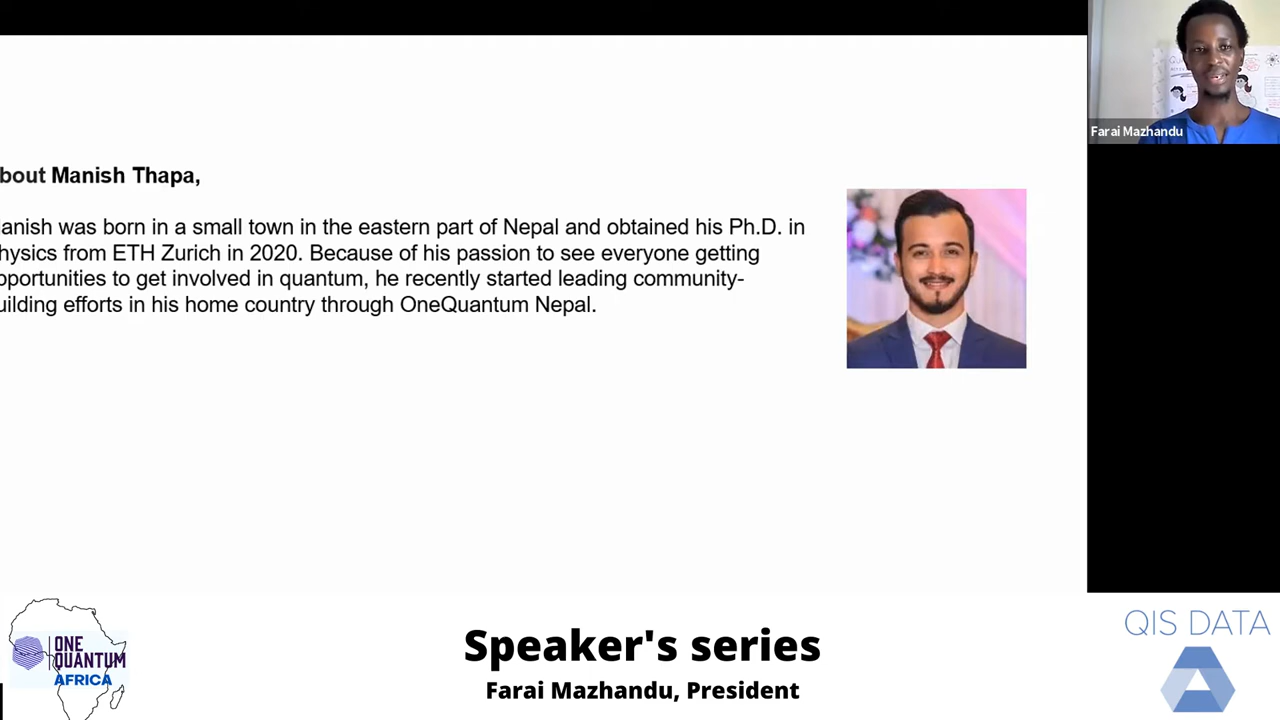 bout Manish Thapa,
anish was born in a small town in the eastern part of Nepal and obtained his Ph.D. in
hysics from ETH Zurich in 2020. Because of his passion to see everyone getting
pportunities to get involved in quantum, he recently started leading community-
uilding efforts in his home country through OneQuantum Nepal.
Farai Mazhandu
ONE
QUANTUM
AFRICA
Speaker's series
Farai Mazhandu, President
QIS DATA